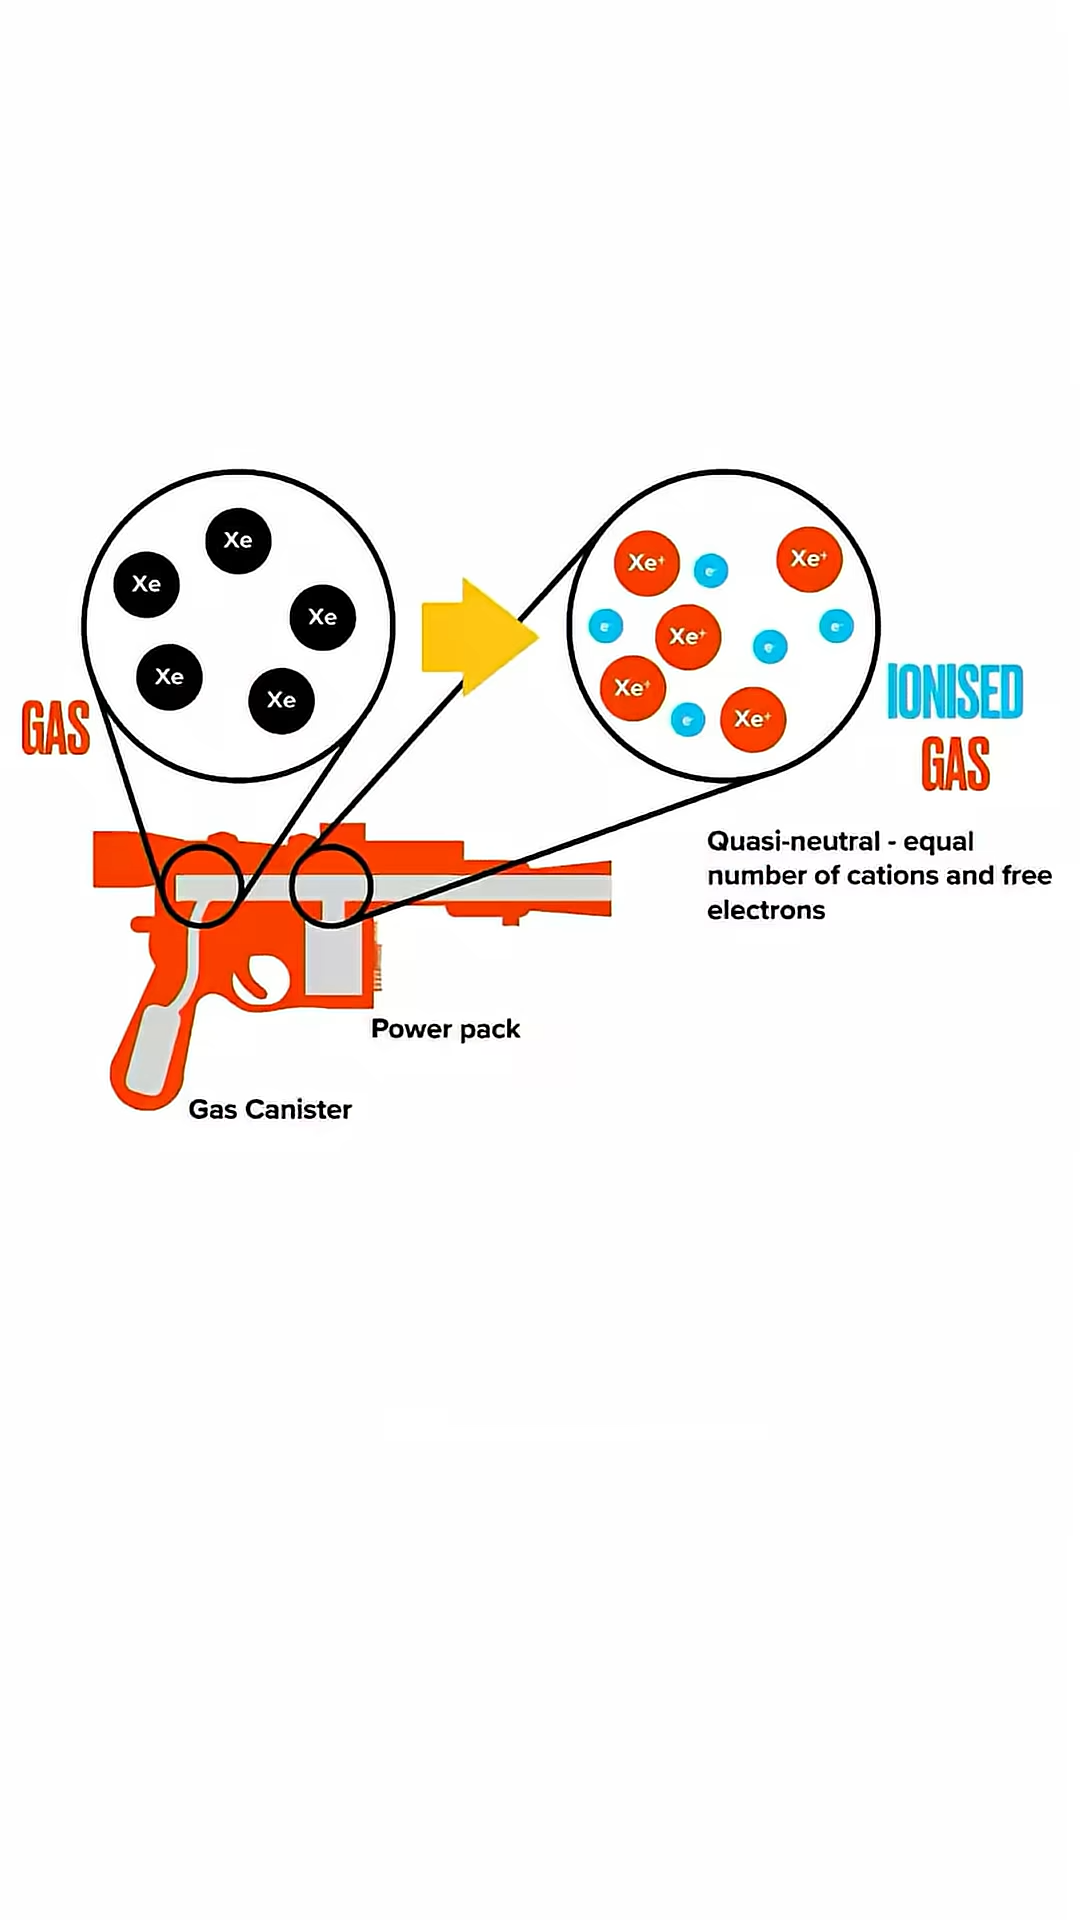 Xe
Xe
Xe
Xe
Xe
GAS
Xe⁺
e⁻
Xe⁺
e⁻
Xe⁺
e⁻
e⁻
Xe⁺
e⁻
Xe⁺
IONISED
GAS
Quasi-neutral - equal
number of cations and free
electrons
Power pack
Gas Canister